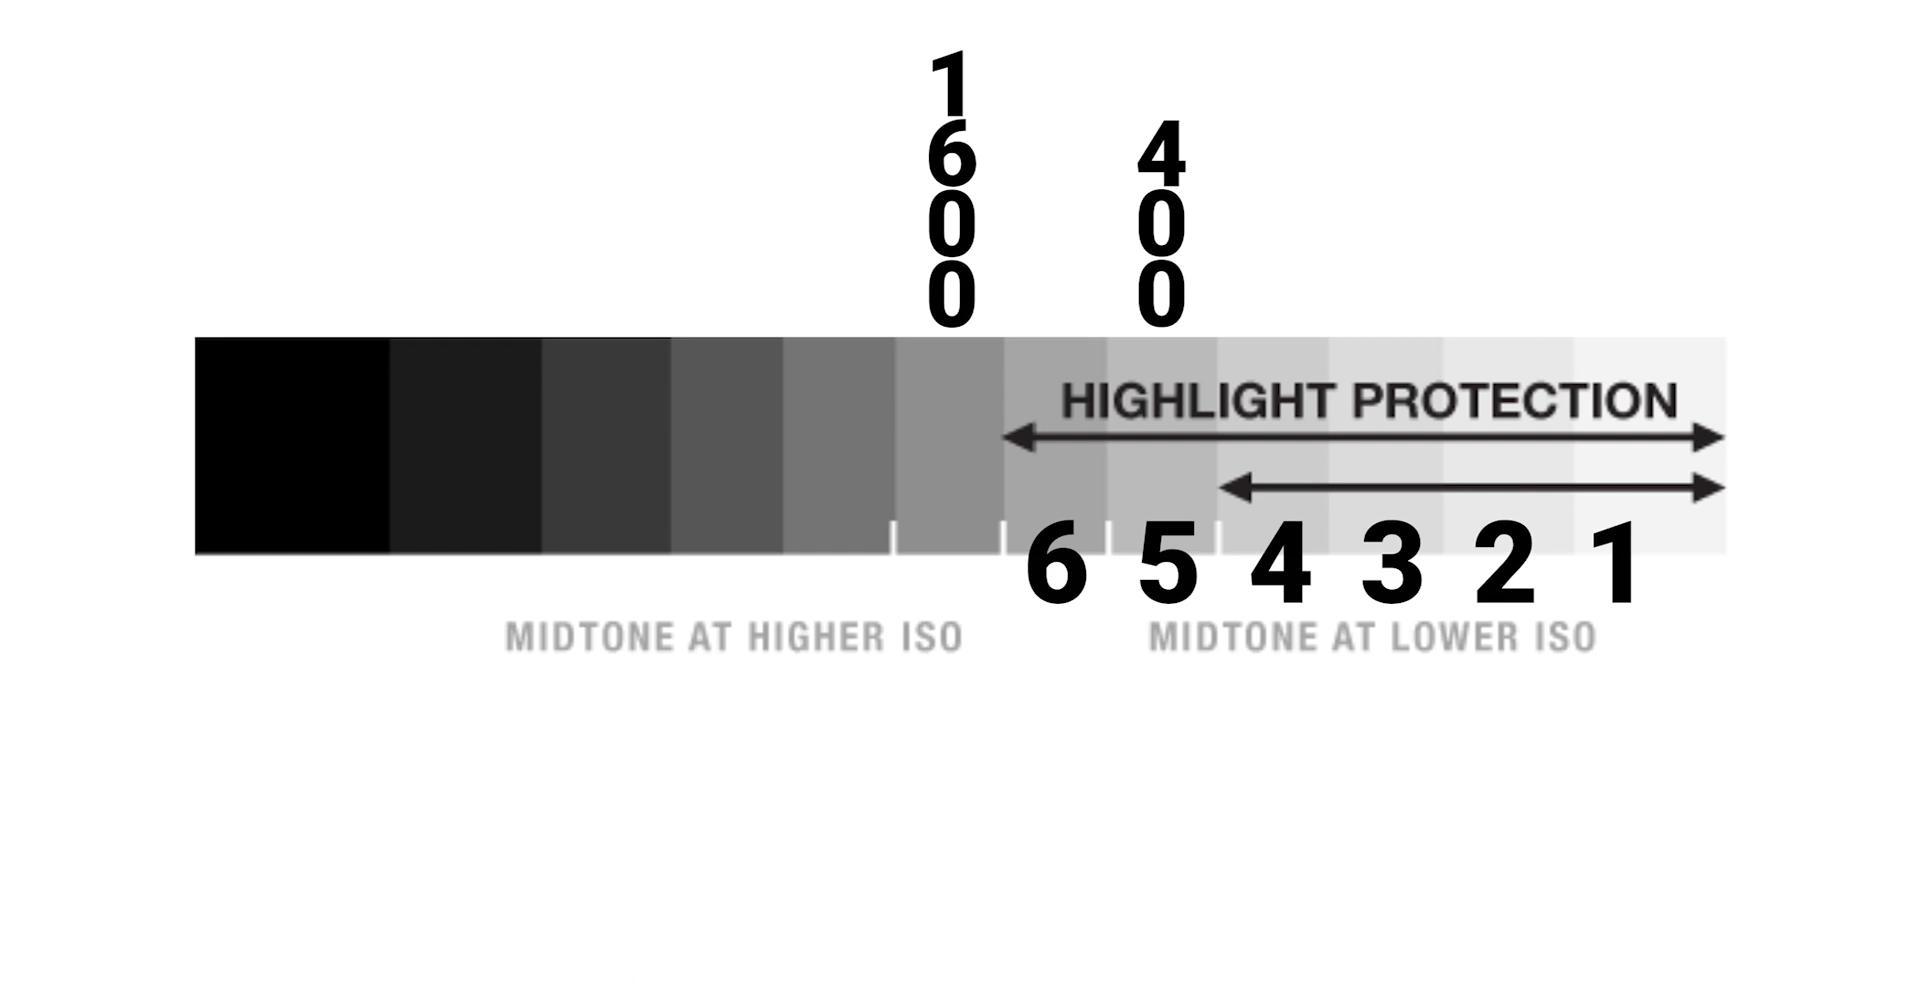 1600
400
HIGHLIGHT PROTECTION
6 5 4 3 2 1
MIDTONE AT HIGHER ISO
MIDTONE AT LOWER ISO